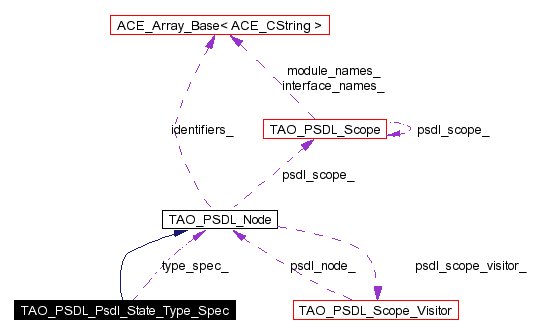 ACE_Array_Base< ACE_CString >
module_names_
interface_names_
identifiers_
TAO_PSDL_Scope
psdl_scope_
psdl_scope_
TAO_PSDL_Node
type_spec_
psdl_node_
psdl_scope_visitor_
TAO_PSDL_Psdl_State_Type_Spec
TAO_PSDL_Scope_Visitor